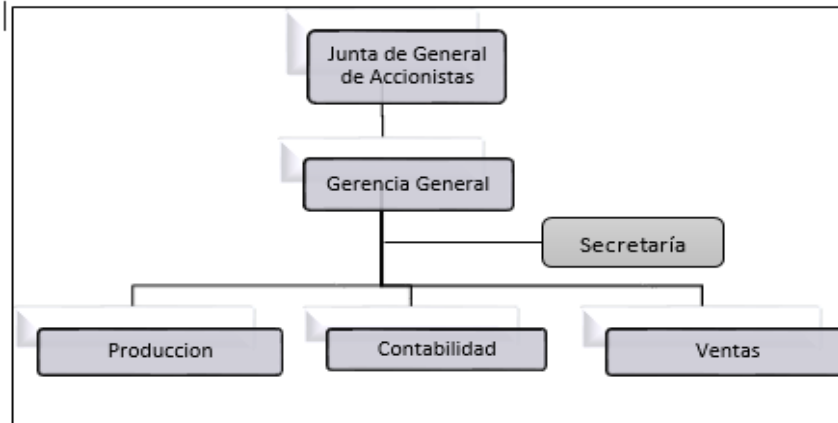 Junta de General
de Accionistas
Gerencia General
Secretaría
Produccion
Contabilidad
Ventas